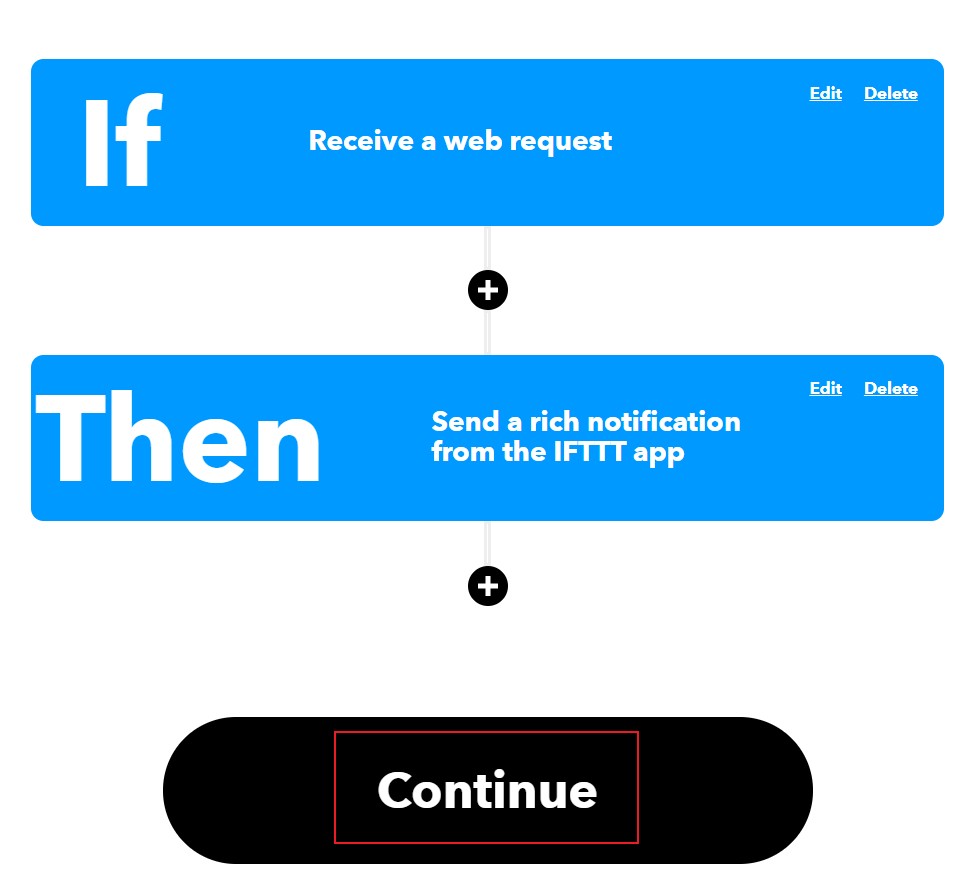 Edit Delete
If
Receive a web request
Edit Delete
Then
Send a rich notification
from the IFTTT app
Continue